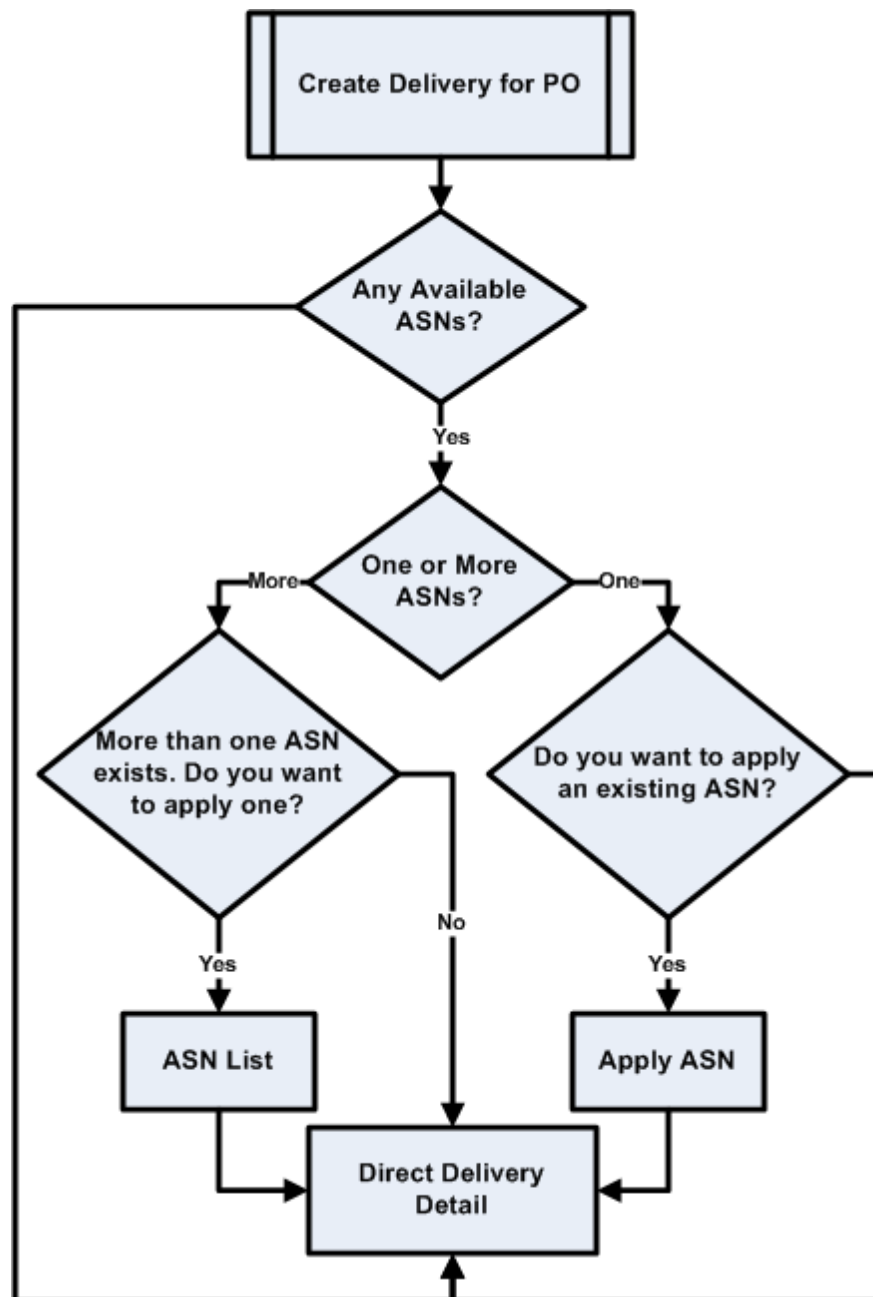 Create Delivery for PO
Any Available
ASNs?
Yes
One or More
ASNs?
More
One
More than one ASN
exists. Do you want
to apply one?
Do you want to apply
an existing ASN?
No
Yes
Yes
ASN List
Apply ASN
Direct Delivery
Detail